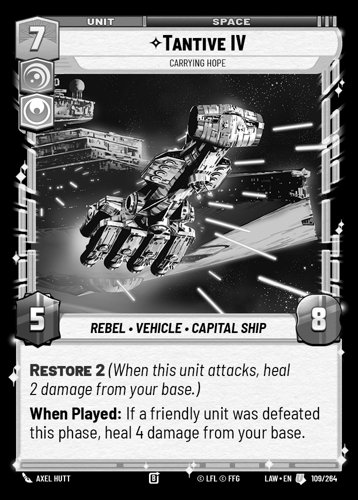 7
UNIT
SPACE
✧TANTIVE IV
CARRYING HOPE
5
8
REBEL • VEHICLE • CAPITAL SHIP
RESTORE 2 (When this unit attacks, heal
2 damage from your base.)
When Played: If a friendly unit was defeated
this phase, heal 4 damage from your base.
AXEL HUTT
© LFL © FFG
LAW • EN
109/264